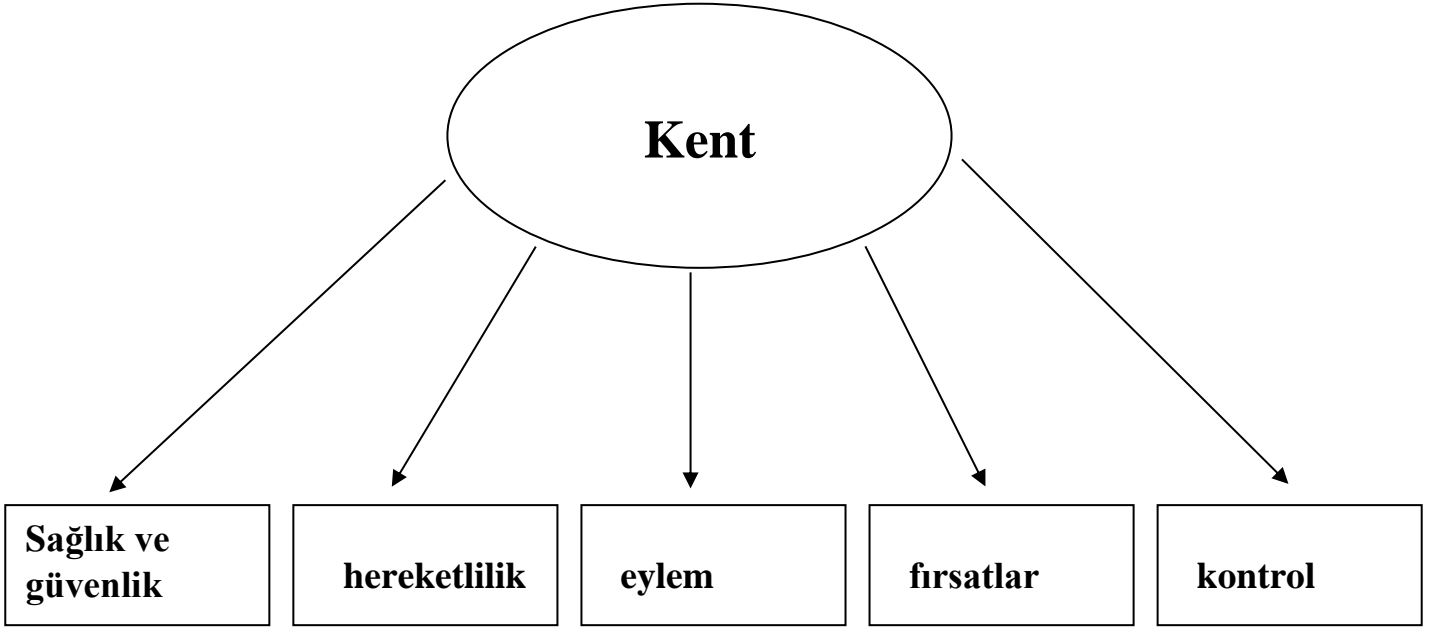 Kent
Sağlık ve
güvenlik
hereketlilik
eylem
fırsatlar
kontrol